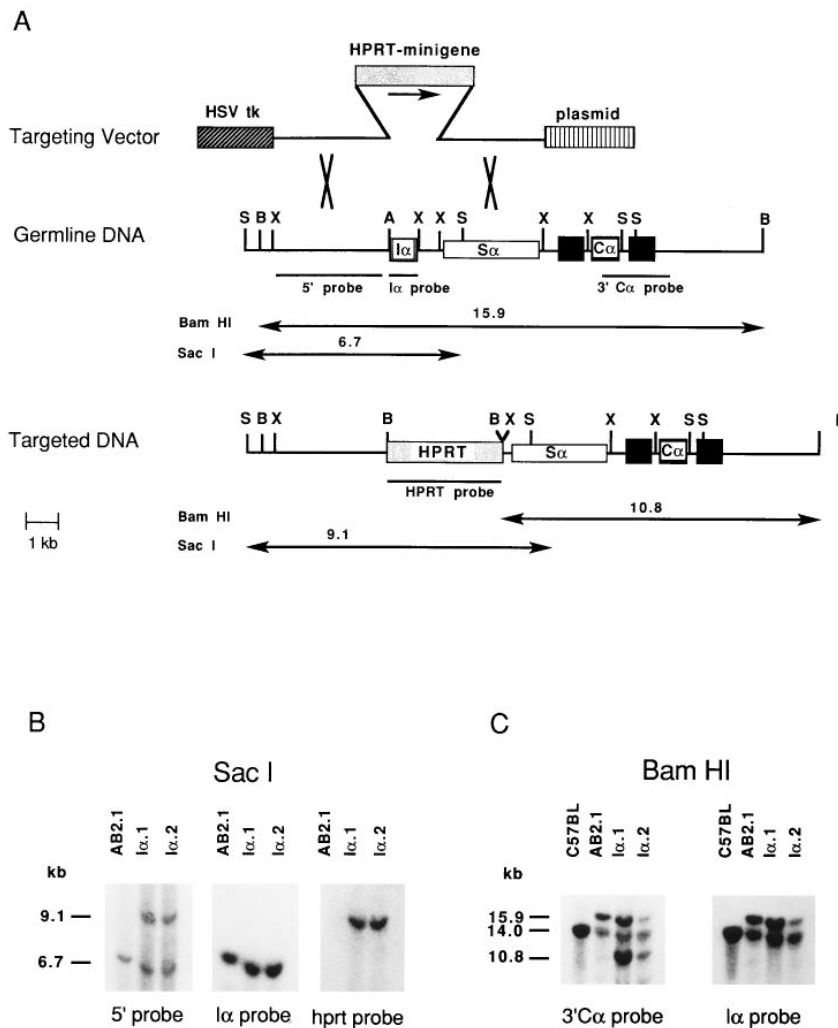 A
HPRT-minigene
HSV tk
plasmid
Targeting Vector
S B X A X X S X X S S B
Germline DNA
Iα
Sα
Cα
5' probe
Iα probe
3' Cα probe
Bam HI
15.9
Sac I
6.7
S B X B B X S X X S S
Targeted DNA
HPRT
Sα
Cα
HPRT probe
1 kb
Bam HI
10.8
Sac I
9.1
B
Sac I
AB2.1 Iα.1 Iα.2
AB2.1 Iα.1 Iα.2
AB2.1 Iα.2
kb
9.1
6.7
5' probe
Iα probe
hprt probe
C
Bam HI
C57BL AB2.1 Iα.1 Iα.2
C57BL AB2.1 Iα.1 Iα.2
kb
15.9
14.0
10.8
3'Cα probe
Iα probe